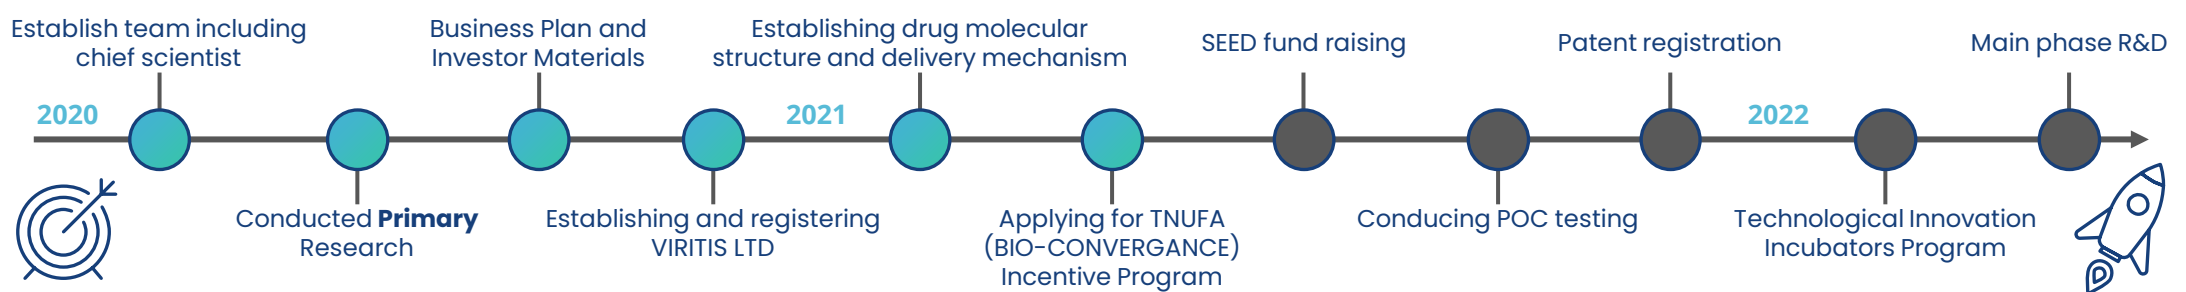 Establish team including
chief scientist
Business Plan and
Investor Materials
Establishing drug molecular
structure and delivery mechanism
SEED fund raising
Patent registration
Main phase R&D
2020
2021
2022
Conducted Primary
Research
Establishing and registering
VIRITIS LTD
Applying for TNUFA
(BIO-CONVERGANCE)
Incentive Program
Conducing POC testing
Technological Innovation
Incubators Program